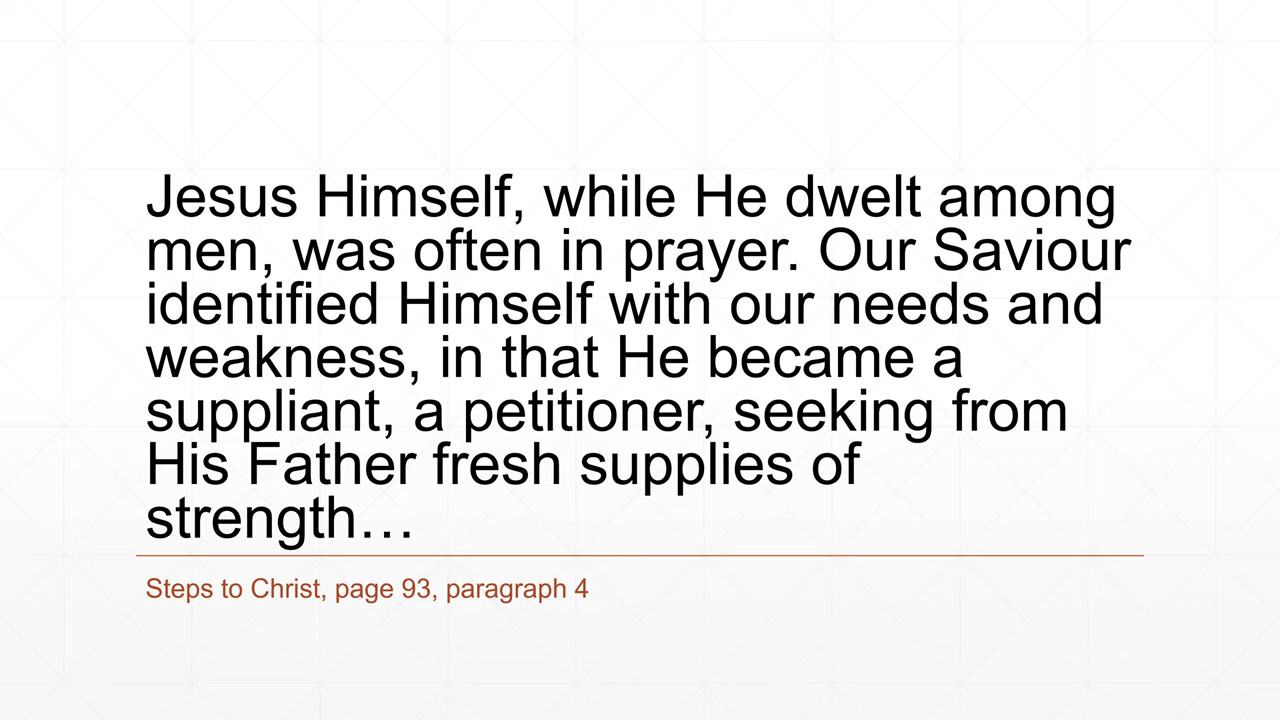 Jesus Himself, while He dwelt among
men, was often in prayer. Our Saviour
identified Himself with our needs and
weakness, in that He became a
suppliant, a petitioner, seeking from
His Father fresh supplies of
strength…
Steps to Christ, page 93, paragraph 4